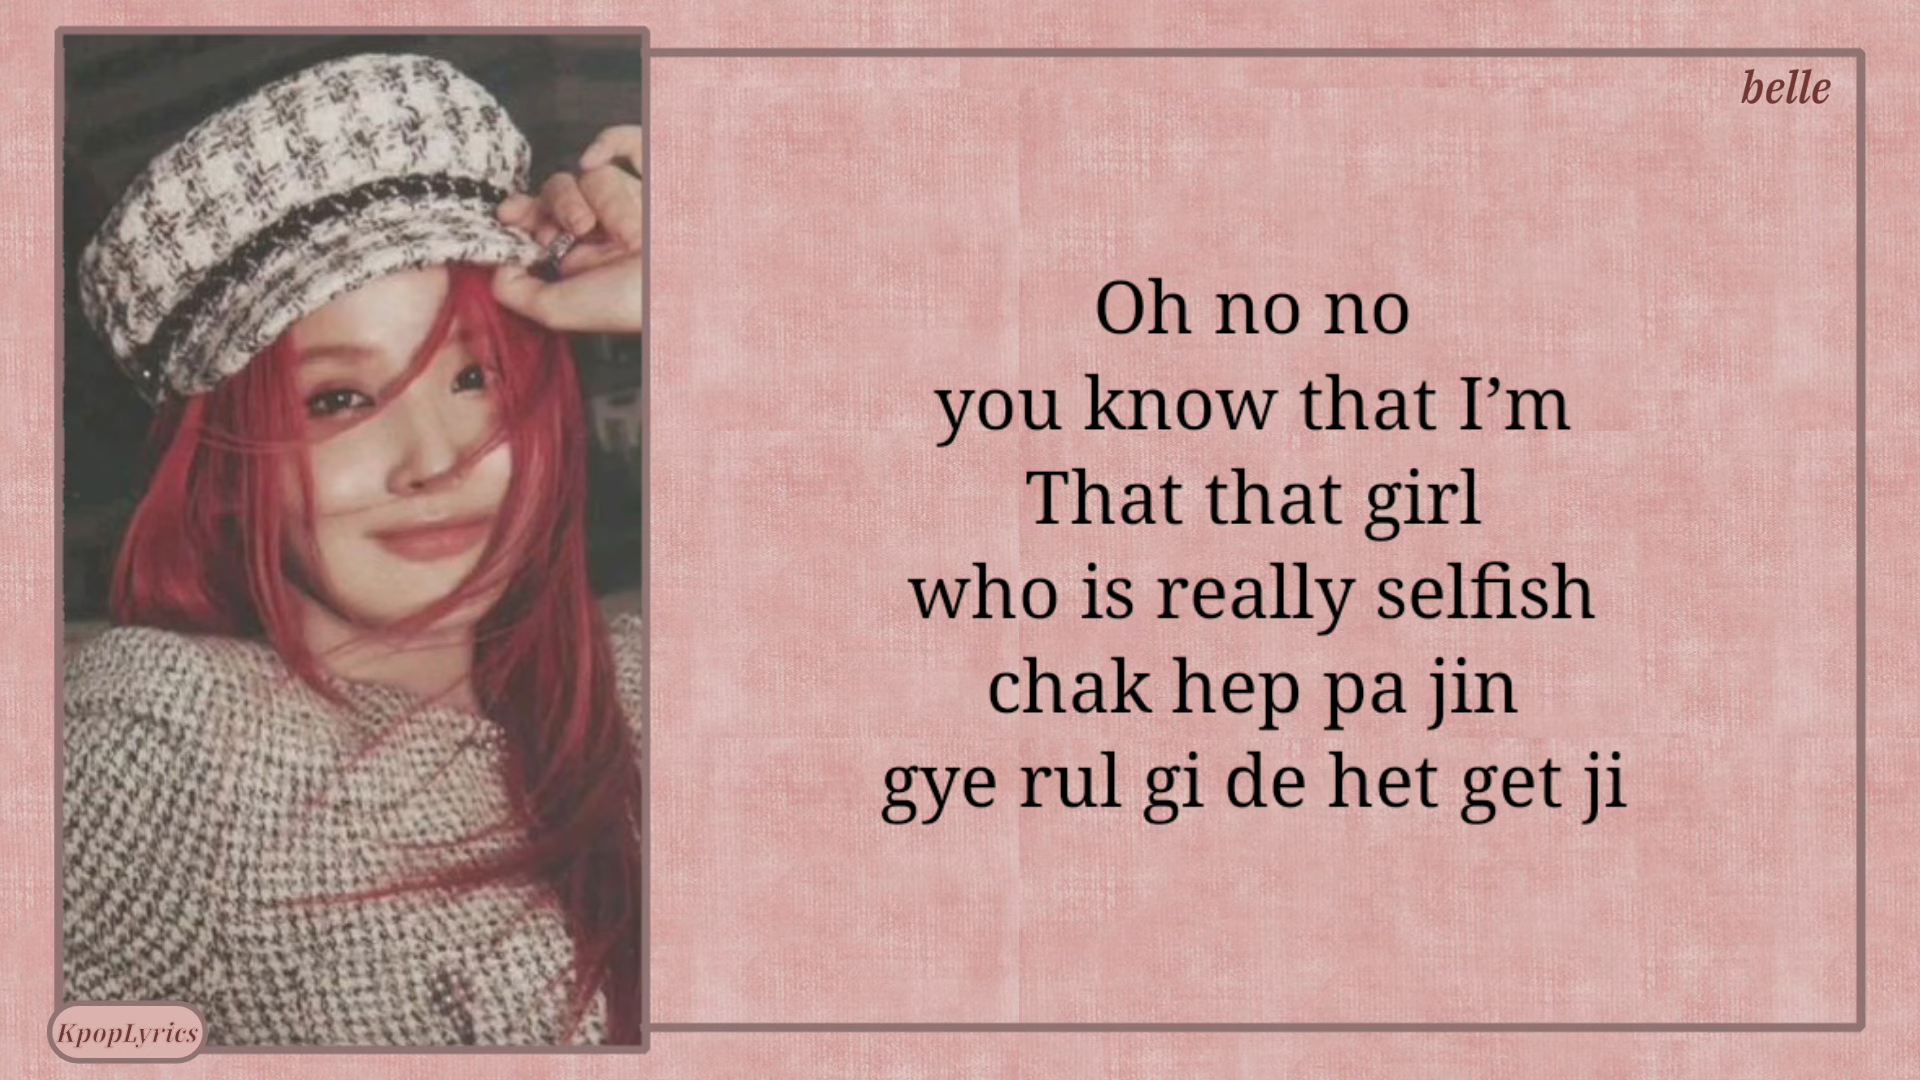 belle
Oh no no
you know that I’m
That that girl
who is really selfish
chak hep pa jin
gye rul gi de het get ji
KpopLyrics